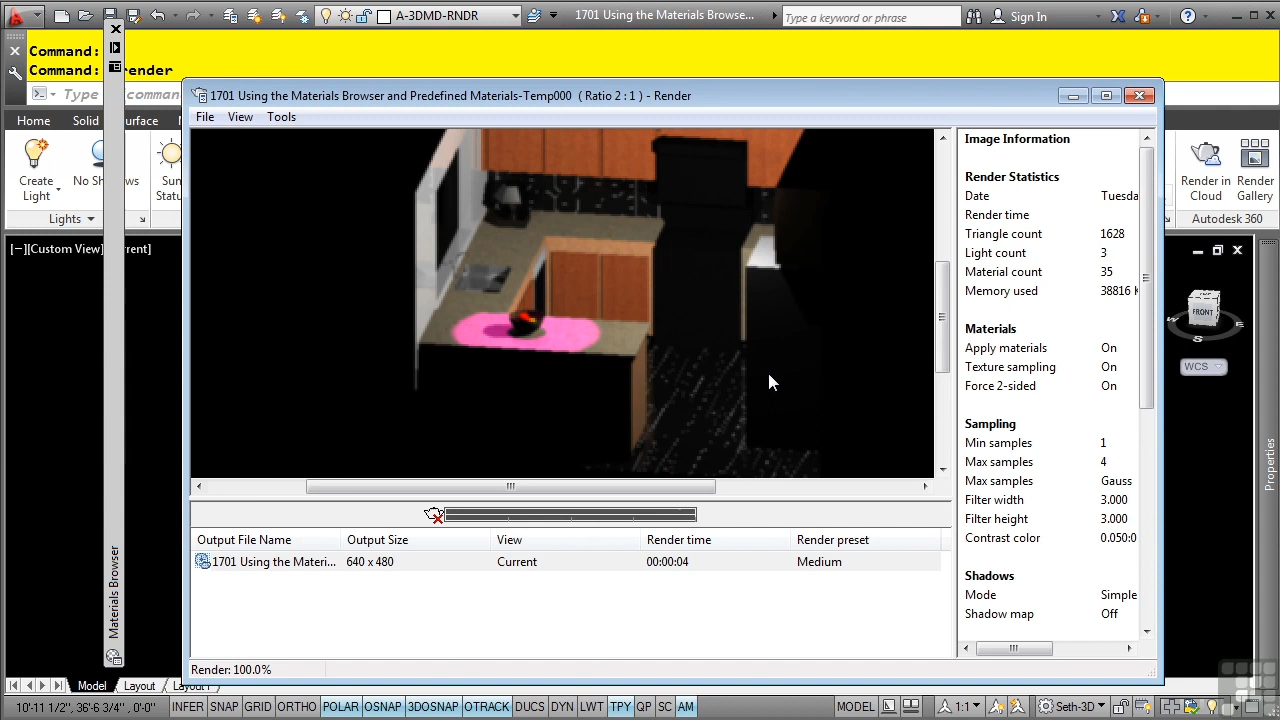 A-3DMD-RNDR
1701 Using the Materials Browse...
Type a keyword or phrase
Sign In
Command:
Command: render
Type command
Home Solid Surface
Create Light
Sun Status
Lights
Render in Cloud
Render Gallery
Autodesk 360
[−][Custom View]
1701 Using the Materials Browser and Predefined Materials-Temp000 ( Ratio 2 : 1 ) - Render
File View Tools
Image Information
Render Statistics
Date Tuesda
Render time
Triangle count 1628
Light count 3
Material count 35
Memory used 38816 K
Materials
Apply materials On
Texture sampling On
Force 2-sided On
Sampling
Min samples 1
Max samples 4
Max samples Gauss
Filter width 3.000
Filter height 3.000
Contrast color 0.050:0
Shadows
Mode Simple
Shadow map Off
Output File Name Output Size View Render time Render preset
1701 Using the Materi... 640 x 480 Current 00:00:04 Medium
Render: 100.0%
Materials Browser
Properties
TOP
FRONT
W S E
WCS
Model Layout Layout1
10'-11 1/2", 36'-6 3/4" , 0'-0" INFER SNAP GRID ORTHO POLAR OSNAP 3DOSNAP OTRACK DUCS DYN LWT TPY QP SC AM MODEL 1:1 Seth-3D